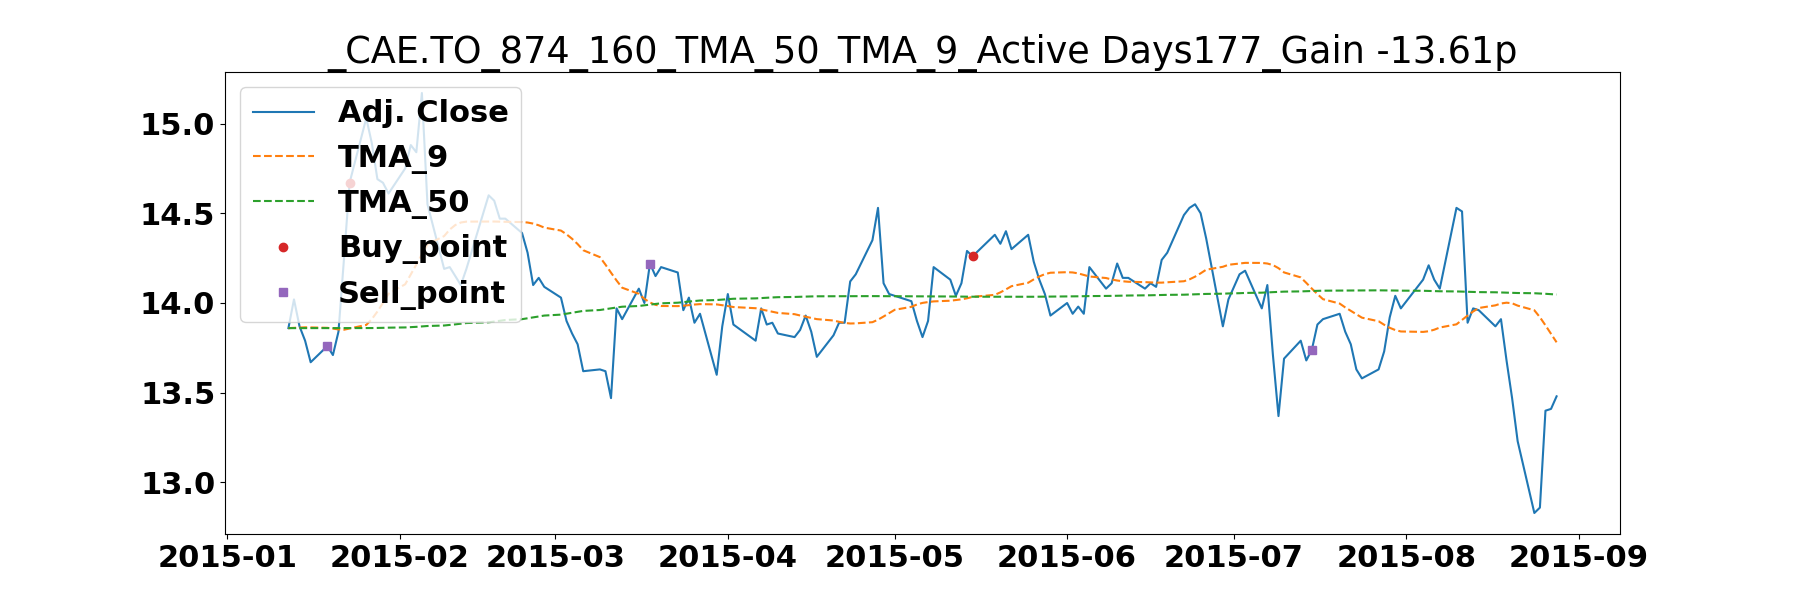 _CAE.TO_874_160_TMA_50_TMA_9_Active Days177_Gain -13.61p
Adj. Close
TMA_9
TMA_50
Buy_point
Sell_point
15.0
14.5
14.0
13.5
13.0
2015-01 2015-02 2015-03 2015-04 2015-05 2015-06 2015-07 2015-08 2015-09